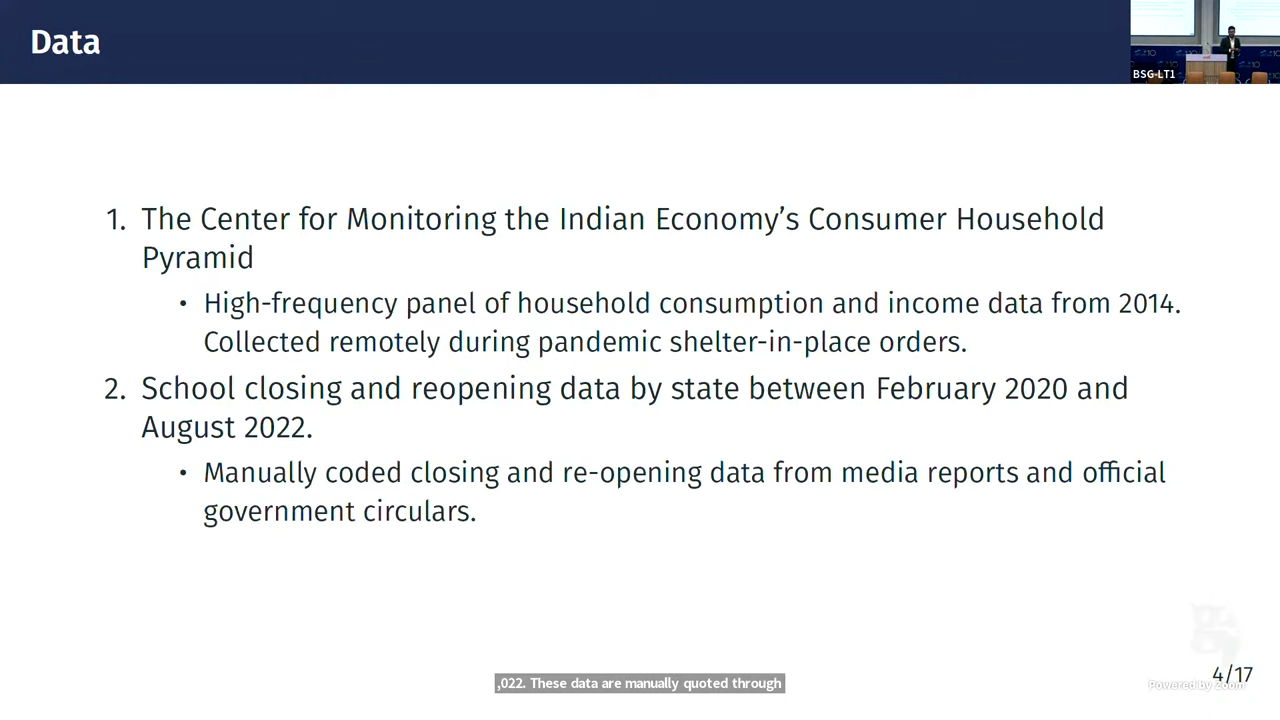 Data
BSG-LT1
1. The Center for Monitoring the Indian Economy's Consumer Household
Pyramid
• High-frequency panel of household consumption and income data from 2014.
Collected remotely during pandemic shelter-in-place orders.
2. School closing and reopening data by state between February 2020 and
August 2022.
• Manually coded closing and re-opening data from media reports and official
government circulars.
4/17
Powered by Zoom
,022. These data are manually quoted through